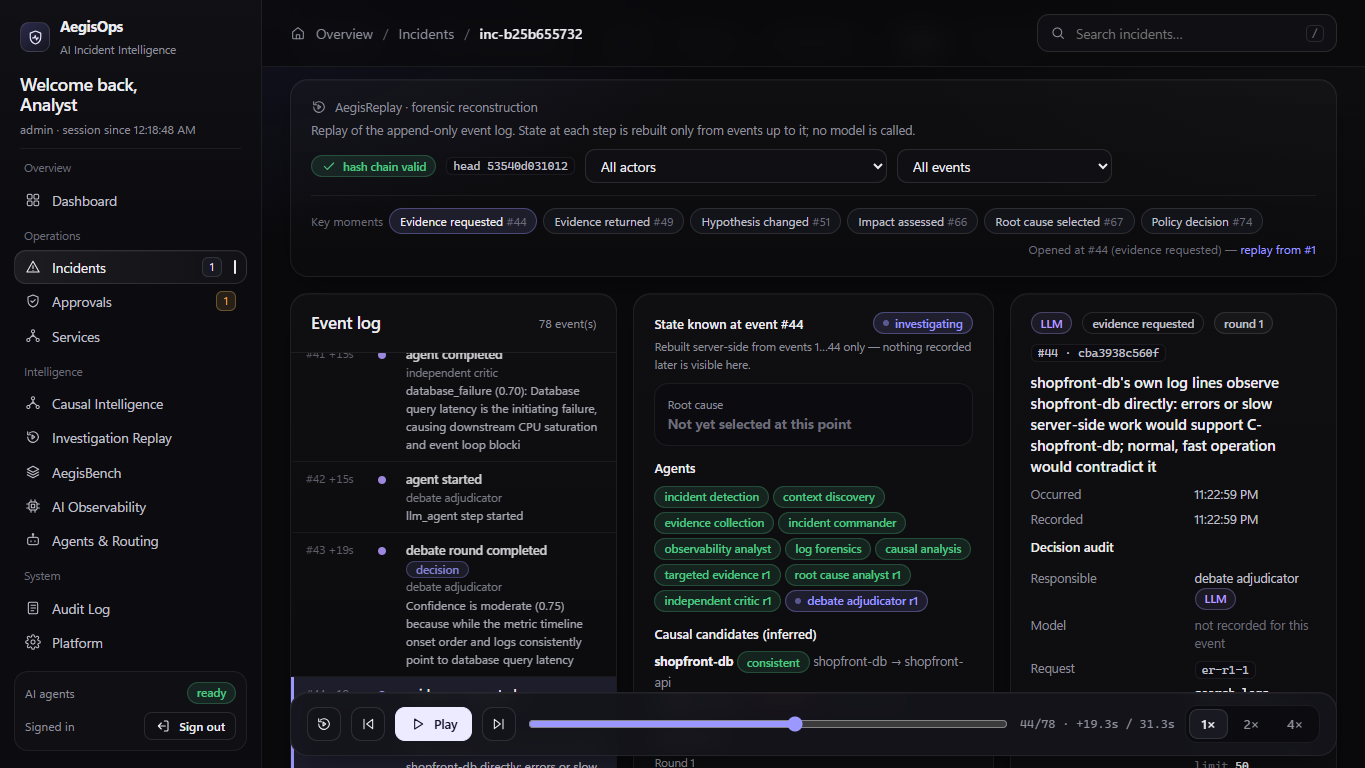 AegisOps
AI Incident Intelligence
Welcome back,
Analyst
admin · session since 12:18:48 AM
Overview
Dashboard
Operations
Incidents 1
Approvals 1
Services
Intelligence
Causal Intelligence
Investigation Replay
AegisBench
AI Observability
Agents & Routing
System
Audit Log
Platform
AI agents ready
Signed in Sign out
Overview / Incidents / inc-b25b655732
Search incidents... /
AegisReplay · forensic reconstruction
Replay of the append-only event log. State at each step is rebuilt only from events up to it; no model is called.
hash chain valid head 53540d031012 All actors All events
Key moments Evidence requested #44 Evidence returned #49 Hypothesis changed #51 Impact assessed #66 Root cause selected #67 Policy decision #74
Opened at #44 (evidence requested) — replay from #1
Event log 78 event(s)
#41 +15s agent completed
independent critic
database_failure (0.70): Database
query latency is the initiating failure,
causing downstream CPU saturation
and event loop blocki
#42 +15s agent started
debate adjudicator
llm_agent step started
#43 +19s debate round completed
decision
debate adjudicator
Confidence is moderate (0.75)
because while the metric timeline
onset order and logs consistently
point to database query latency
shopfront-db directly: errors or slow
State known at event #44 investigating
Rebuilt server-side from events 1…44 only — nothing recorded
later is visible here.
Root cause
Not yet selected at this point
Agents
incident detection context discovery
evidence collection incident commander
observability analyst log forensics causal analysis
targeted evidence r1 root cause analyst r1
independent critic r1 debate adjudicator r1
Causal candidates (inferred)
shopfront-db consistent shopfront-db → shopfront-
api
Round 1
LLM evidence requested round 1
#44 · cba3938c560f
shopfront-db's own log lines observe
shopfront-db directly: errors or slow
server-side work would support C-
shopfront-db; normal, fast operation
would contradict it
Occurred 11:22:59 PM
Recorded 11:22:59 PM
Decision audit
Responsible debate adjudicator
LLM
Model not recorded for this
event
Request er-r1-1
limit 50
Play 44/78 · +19.3s / 31.3s 1× 2× 4×